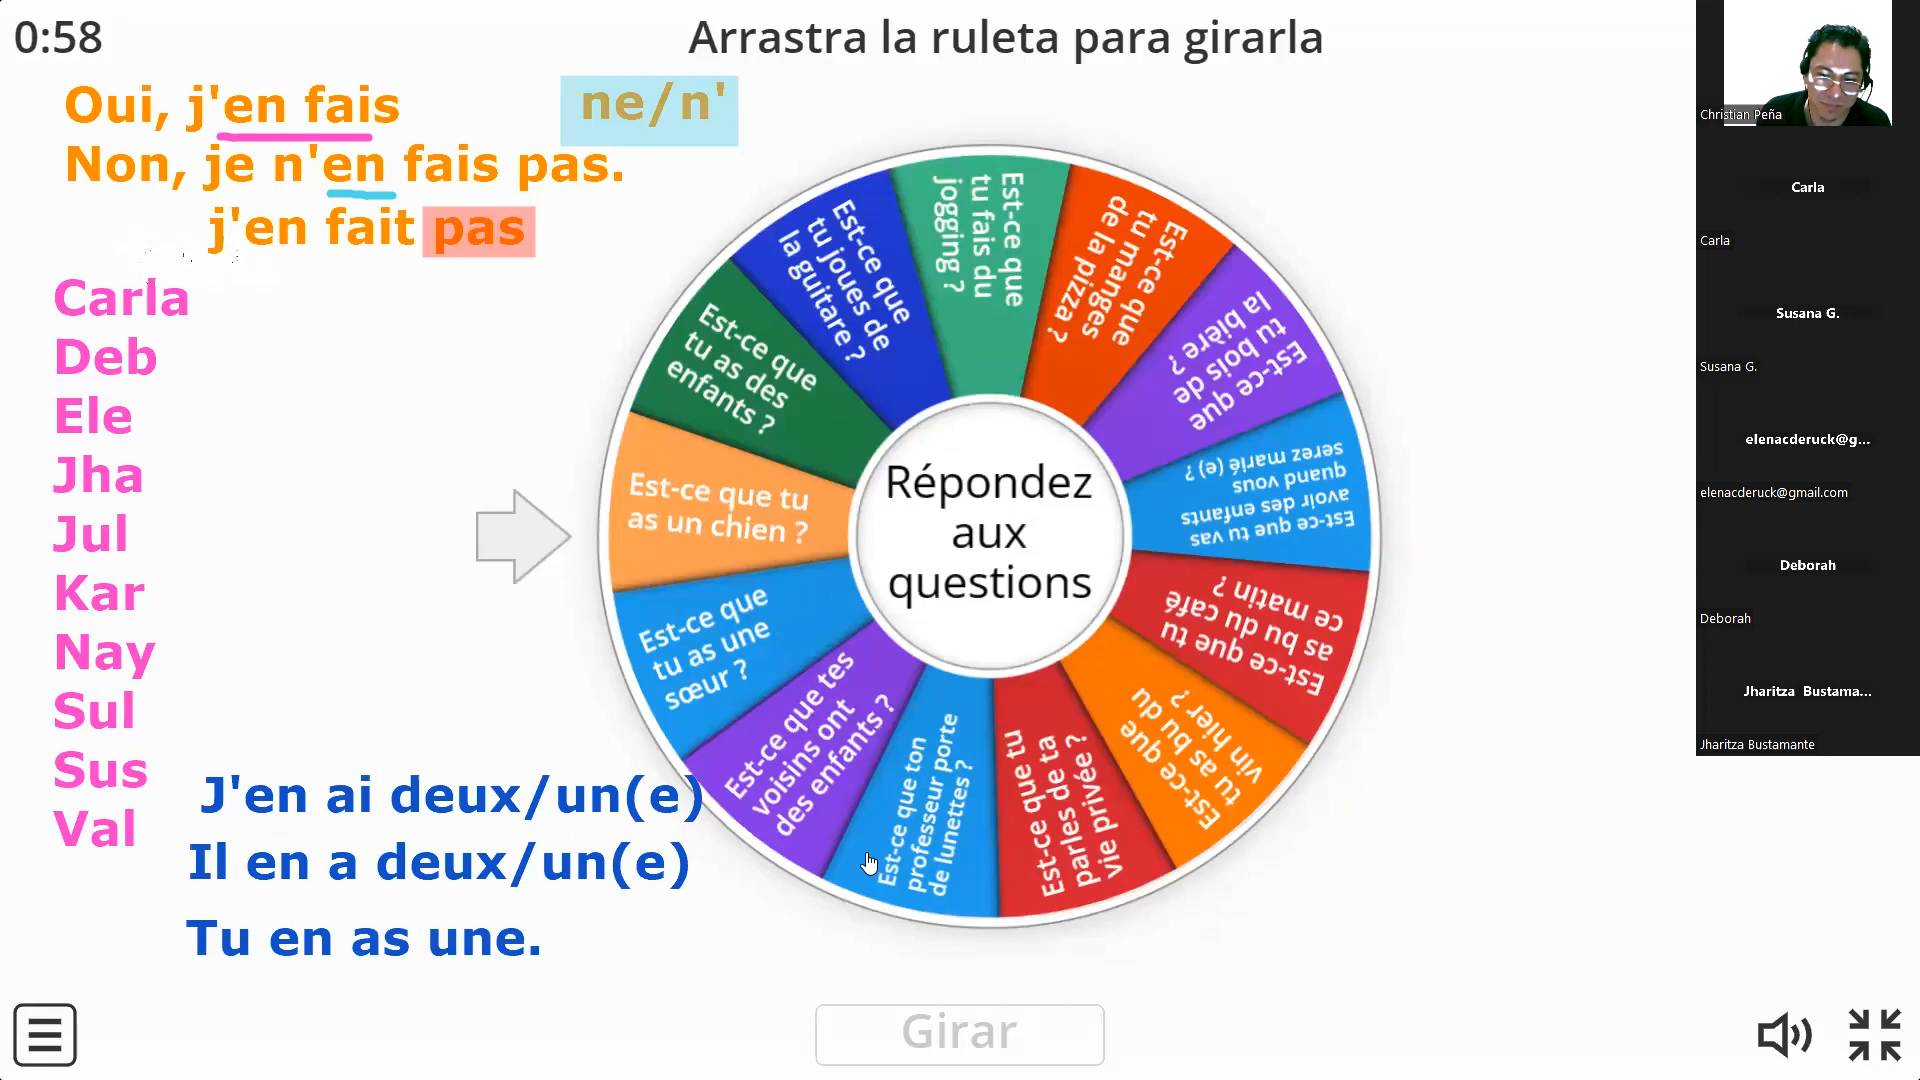 0:58
Arrastra la ruleta para girarla
Oui, j'en fais
ne/n'
Non, je n'en fais pas.
j'en fait pas
Carla
Deb
Ele
Jha
Jul
Kar
Nay
Sul
Sus
Val
J'en ai deux/un(e)
Il en a deux/un(e)
Tu en as une.
Est-ce que
tu fais du
jogging ?
Est-ce que
tu manges
de la pizza ?
Est-ce que
tu bois de
la bière ?
Est-ce que tu vas
avoir des enfants
quand vous
serez marié (e) ?
Est-ce que tu
as bu du café
ce matin ?
Est-ce que
tu as bu du
vin hier ?
Est-ce que tu
parles de ta
vie privée ?
Est-ce que ton
professeur porte
de lunettes ?
Est-ce que tes
voisins ont
des enfants ?
Est-ce que
tu as une
sœur ?
Est-ce que tu
as un chien ?
Est-ce que
tu as des
enfants ?
Est-ce que
tu joues de
la guitare ?
Répondez
aux
questions
Girar
Christian Peña
Carla
Carla
Susana G.
Susana G.
elenacderuck@g...
elenacderuck@gmail.com
Deborah
Deborah
Jharitza Bustama...
Jharitza Bustamante